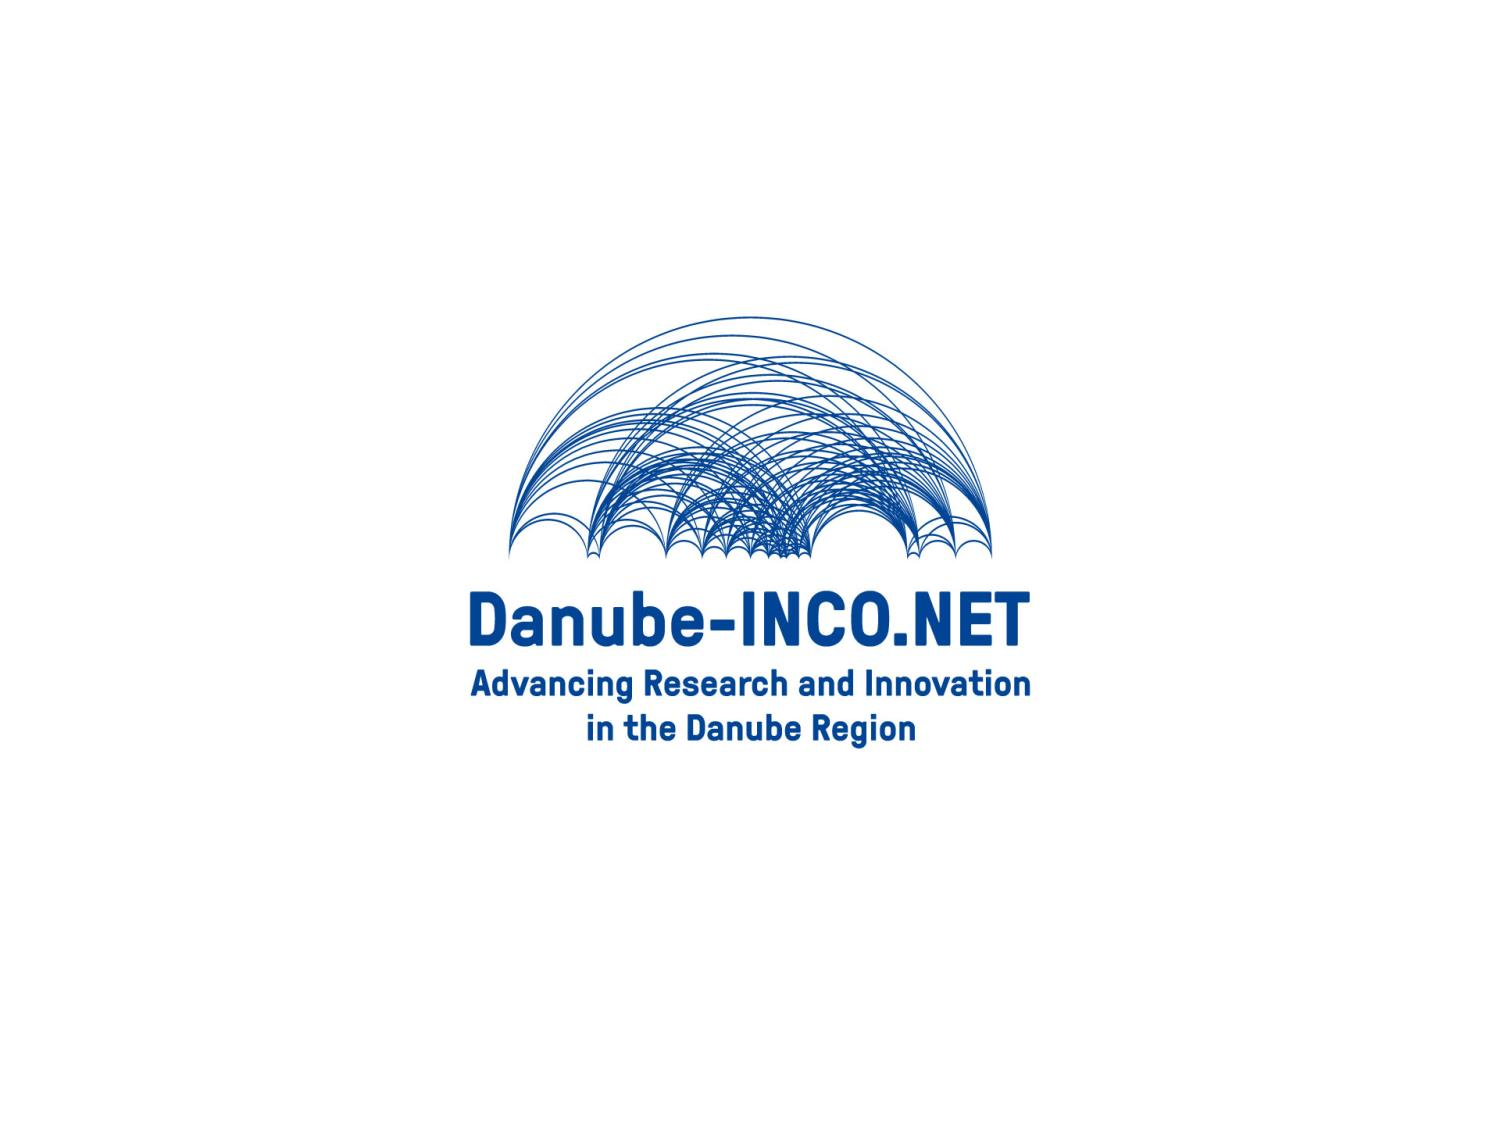 Danube-INCO.NET
Advancing Research and Innovation
in the Danube Region